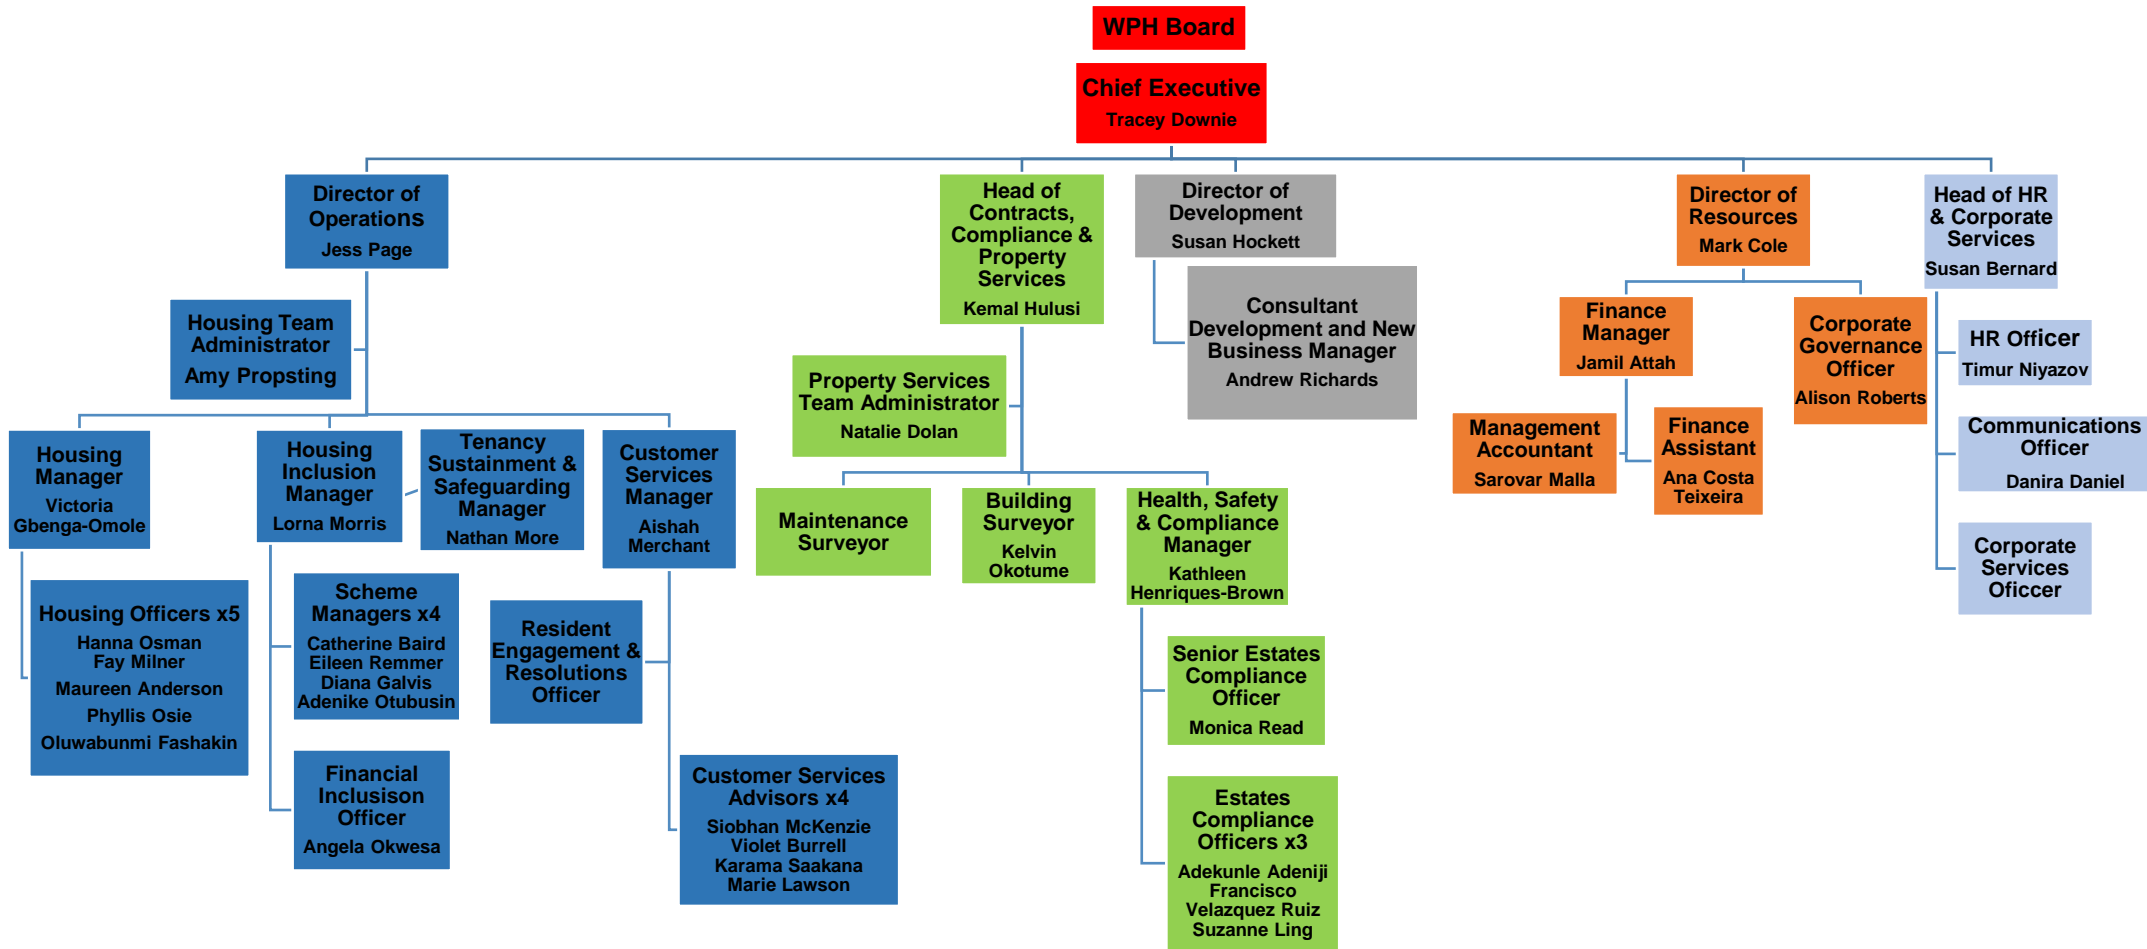 WPH Board
Chief Executive
Tracey Downie
Director of
Operations
Jess Page
Housing Team
Administrator
Amy Propsting
Housing
Manager
Victoria
Gbenga-Omole
Housing Officers x5
Hanna Osman
Fay Milner
Maureen Anderson
Phyllis Osie
Oluwabunmi Fashakin
Housing
Inclusion
Manager
Lorna Morris
Scheme
Managers x4
Catherine Baird
Eileen Remmer
Diana Galvis
Adenike Otubusin
Financial
Inclusison
Officer
Angela Okwesa
Tenancy
Sustainment &
Safeguarding
Manager
Nathan More
Customer
Services
Manager
Aishah
Merchant
Resident
Engagement &
Resolutions
Officer
Customer Services
Advisors x4
Siobhan McKenzie
Violet Burrell
Karama Saakana
Marie Lawson
Head of
Contracts,
Compliance &
Property
Services
Kemal Hulusi
Property Services
Team Administrator
Natalie Dolan
Maintenance
Surveyor
Building
Surveyor
Kelvin
Okotume
Health, Safety
& Compliance
Manager
Kathleen
Henriques-Brown
Senior Estates
Compliance
Officer
Monica Read
Estates
Compliance
Officers x3
Adekunle Adeniji
Francisco
Velazquez Ruiz
Suzanne Ling
Director of
Development
Susan Hockett
Consultant
Development and New
Business Manager
Andrew Richards
Director of
Resources
Mark Cole
Finance
Manager
Jamil Attah
Management
Accountant
Sarovar Malla
Finance
Assistant
Ana Costa
Teixeira
Corporate
Governance
Officer
Alison Roberts
Head of HR
& Corporate
Services
Susan Bernard
HR Officer
Timur Niyazov
Communications
Officer
Danira Daniel
Corporate
Services
Oficcer